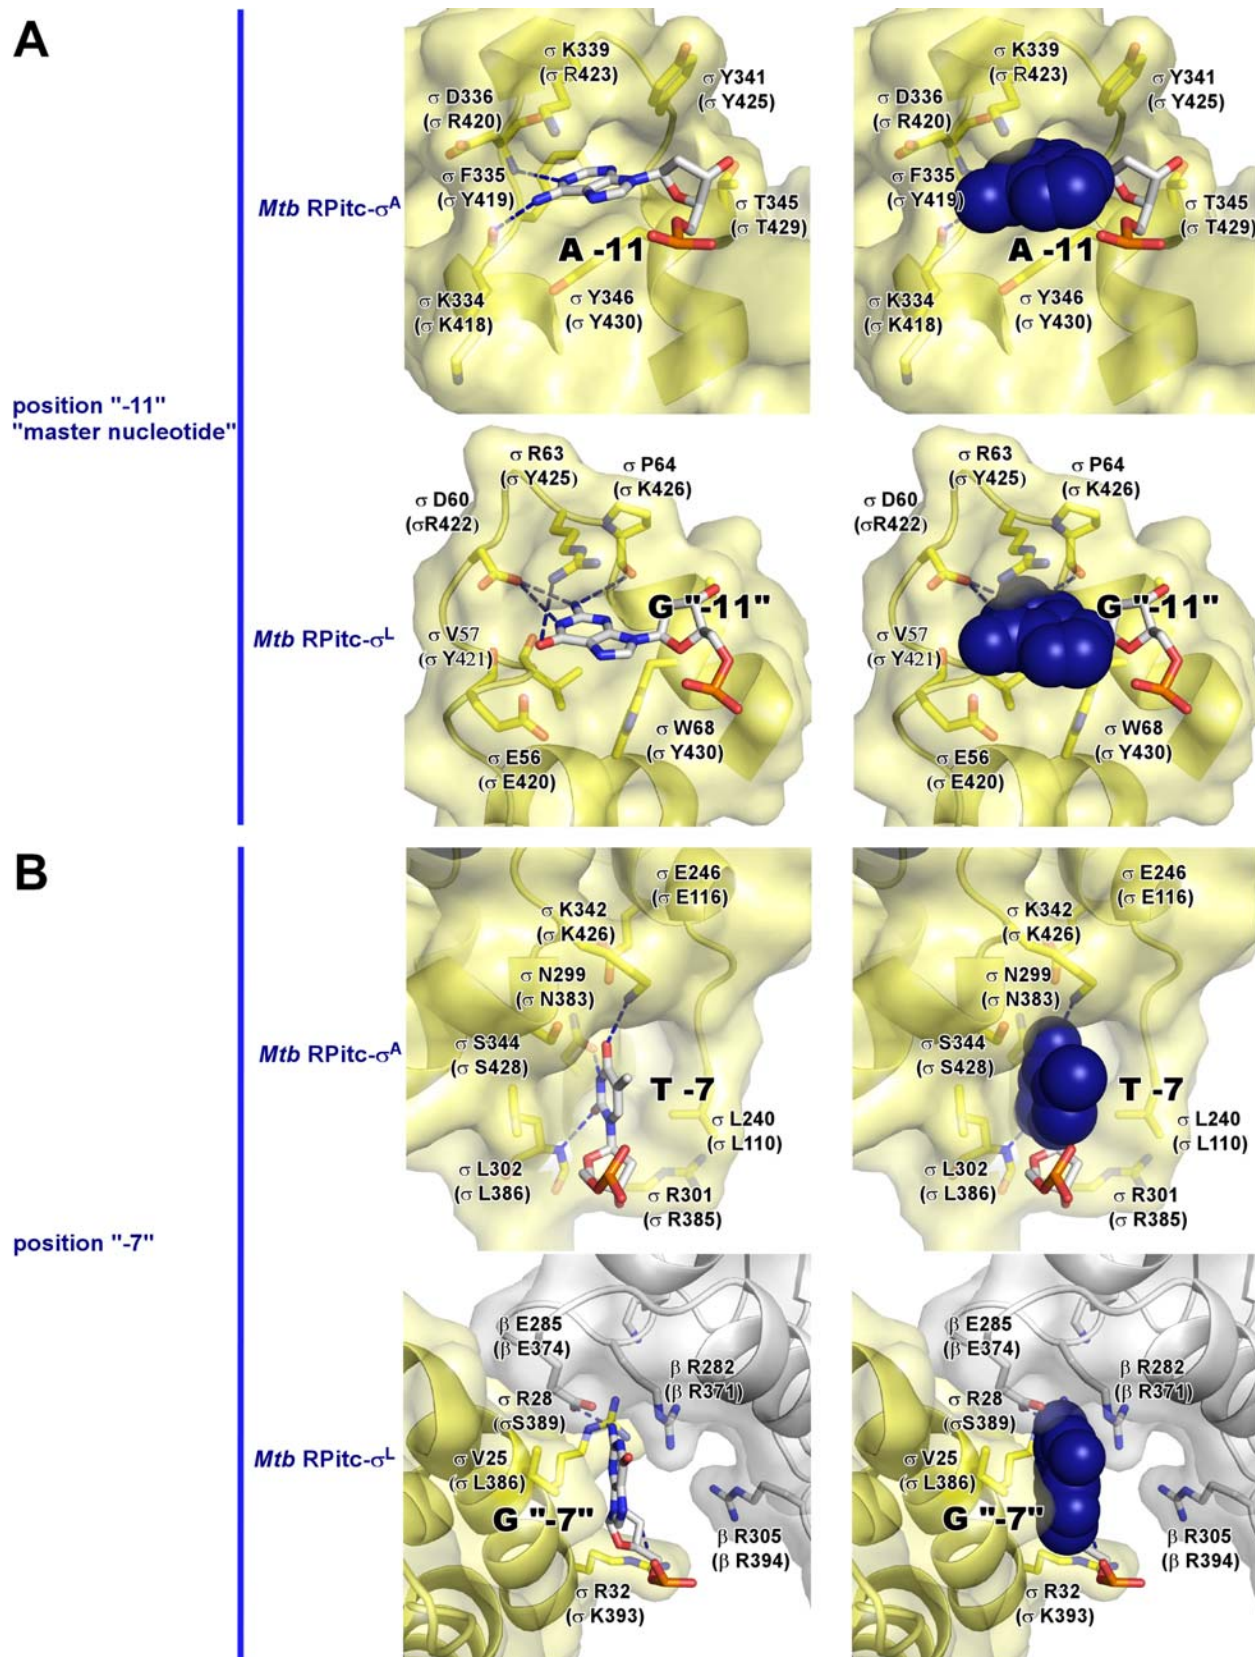 A
σ K339
(σ R423)
σ Y341
(σ Y425)
σ D336
(σ R420)
σ F335
(σ Y419)
σ T345
(σ T429)
A -11
σ K334
(σ K418)
σ Y346
(σ Y430)
σ K339
(σ R423)
σ Y341
(σ Y425)
σ D336
(σ R420)
σ F335
(σ Y419)
σ T345
(σ T429)
A -11
σ K334
(σ K418)
σ Y346
(σ Y430)
Mtb RPitc-σᴬ
position "-11"
"master nucleotide"
σ R63
(σ Y425)
σ P64
(σ K426)
σ D60
(σR422)
G "-11"
σ V57
(σ Y421)
σ W68
(σ Y430)
σ E56
(σ E420)
σ R63
(σ Y425)
σ P64
(σ K426)
σ D60
(σR422)
G "-11"
σ V57
(σ Y421)
σ W68
(σ Y430)
σ E56
(σ E420)
Mtb RPitc-σᴸ
B
σ E246
(σ E116)
σ K342
(σ K426)
σ N299
(σ N383)
σ S344
(σ S428)
T -7
σ L240
(σ L110)
σ L302
(σ L386)
σ R301
(σ R385)
σ E246
(σ E116)
σ K342
(σ K426)
σ N299
(σ N383)
σ S344
(σ S428)
T -7
σ L240
(σ L110)
σ L302
(σ L386)
σ R301
(σ R385)
Mtb RPitc-σᴬ
position "-7"
β E285
(β E374)
β R282
(β R371)
σ R28
(σS389)
σ V25
(σ L386)
G "-7"
β R305
(β R394)
σ R32
(σ K393)
β E285
(β E374)
β R282
(β R371)
σ R28
(σS389)
σ V25
(σ L386)
G "-7"
β R305
(β R394)
σ R32
(σ K393)
Mtb RPitc-σᴸ